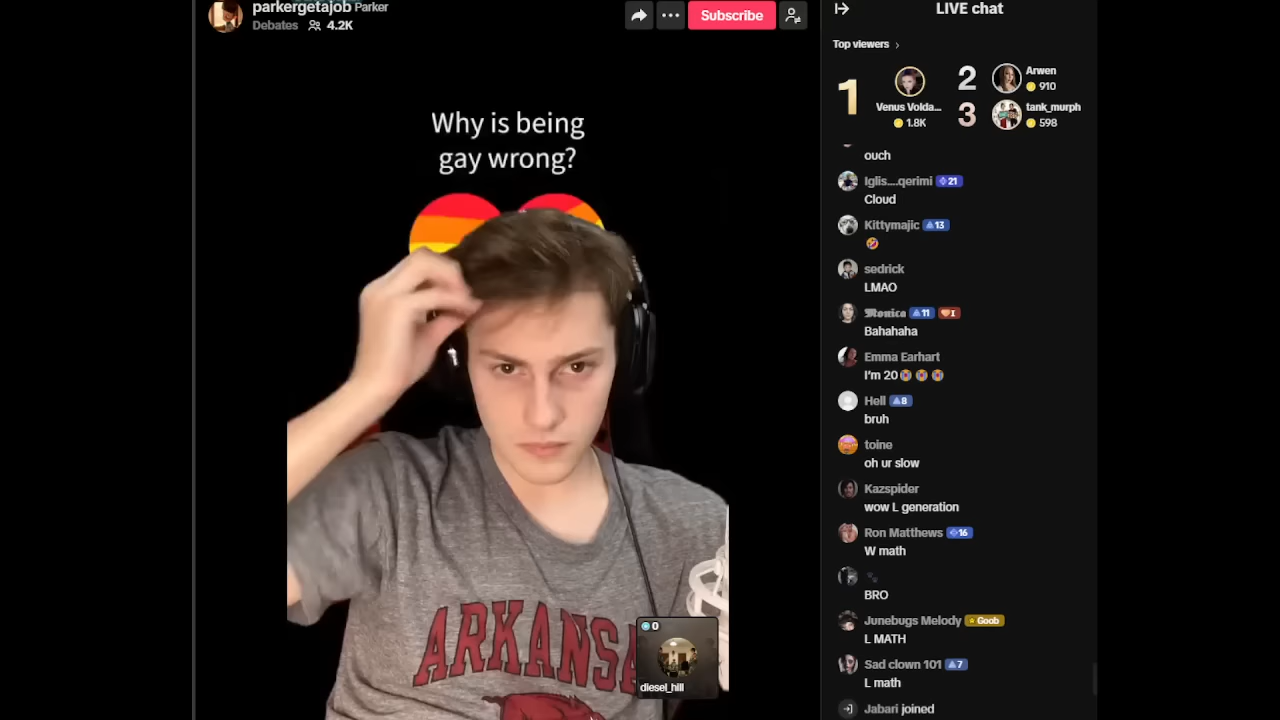 parkergetajob Parker
Debates 4.2K
Subscribe
Why is being
gay wrong?
ARKANSA
0
diesel_hill
LIVE chat
Top viewers
1
Venus Volda...
1.8K
2
Arwen
910
3
tank_murph
598
ouch
Iglis....qerimi 21
Cloud
Kittymajic 13
sedrick
LMAO
𝕸𝖔𝖓𝖎𝖈𝖆 11 I
Bahahaha
Emma Earhart
I'm 20
Hell 8
bruh
toine
oh ur slow
Kazspider
wow L generation
Ron Matthews 16
W math
BRO
Junebugs Melody Goob
L MATH
Sad clown 101 7
L math
Jabari joined